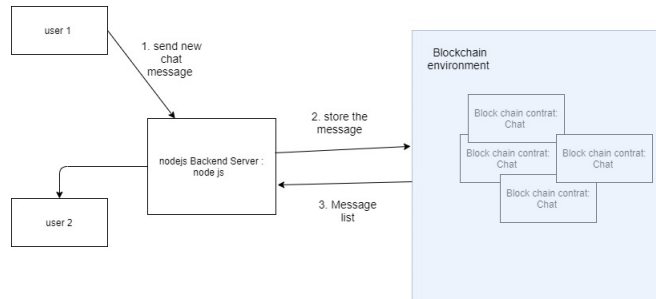 user 1
1. send new
chat
message
Blockchain
environment
nodejs Backend Server :
node js
2. store the
message
3. Message
list
Block chain contrat:
Chat
Block chain contrat:
Chat
Block chain contrat:
Chat
Block chain contrat:
Chat
user 2